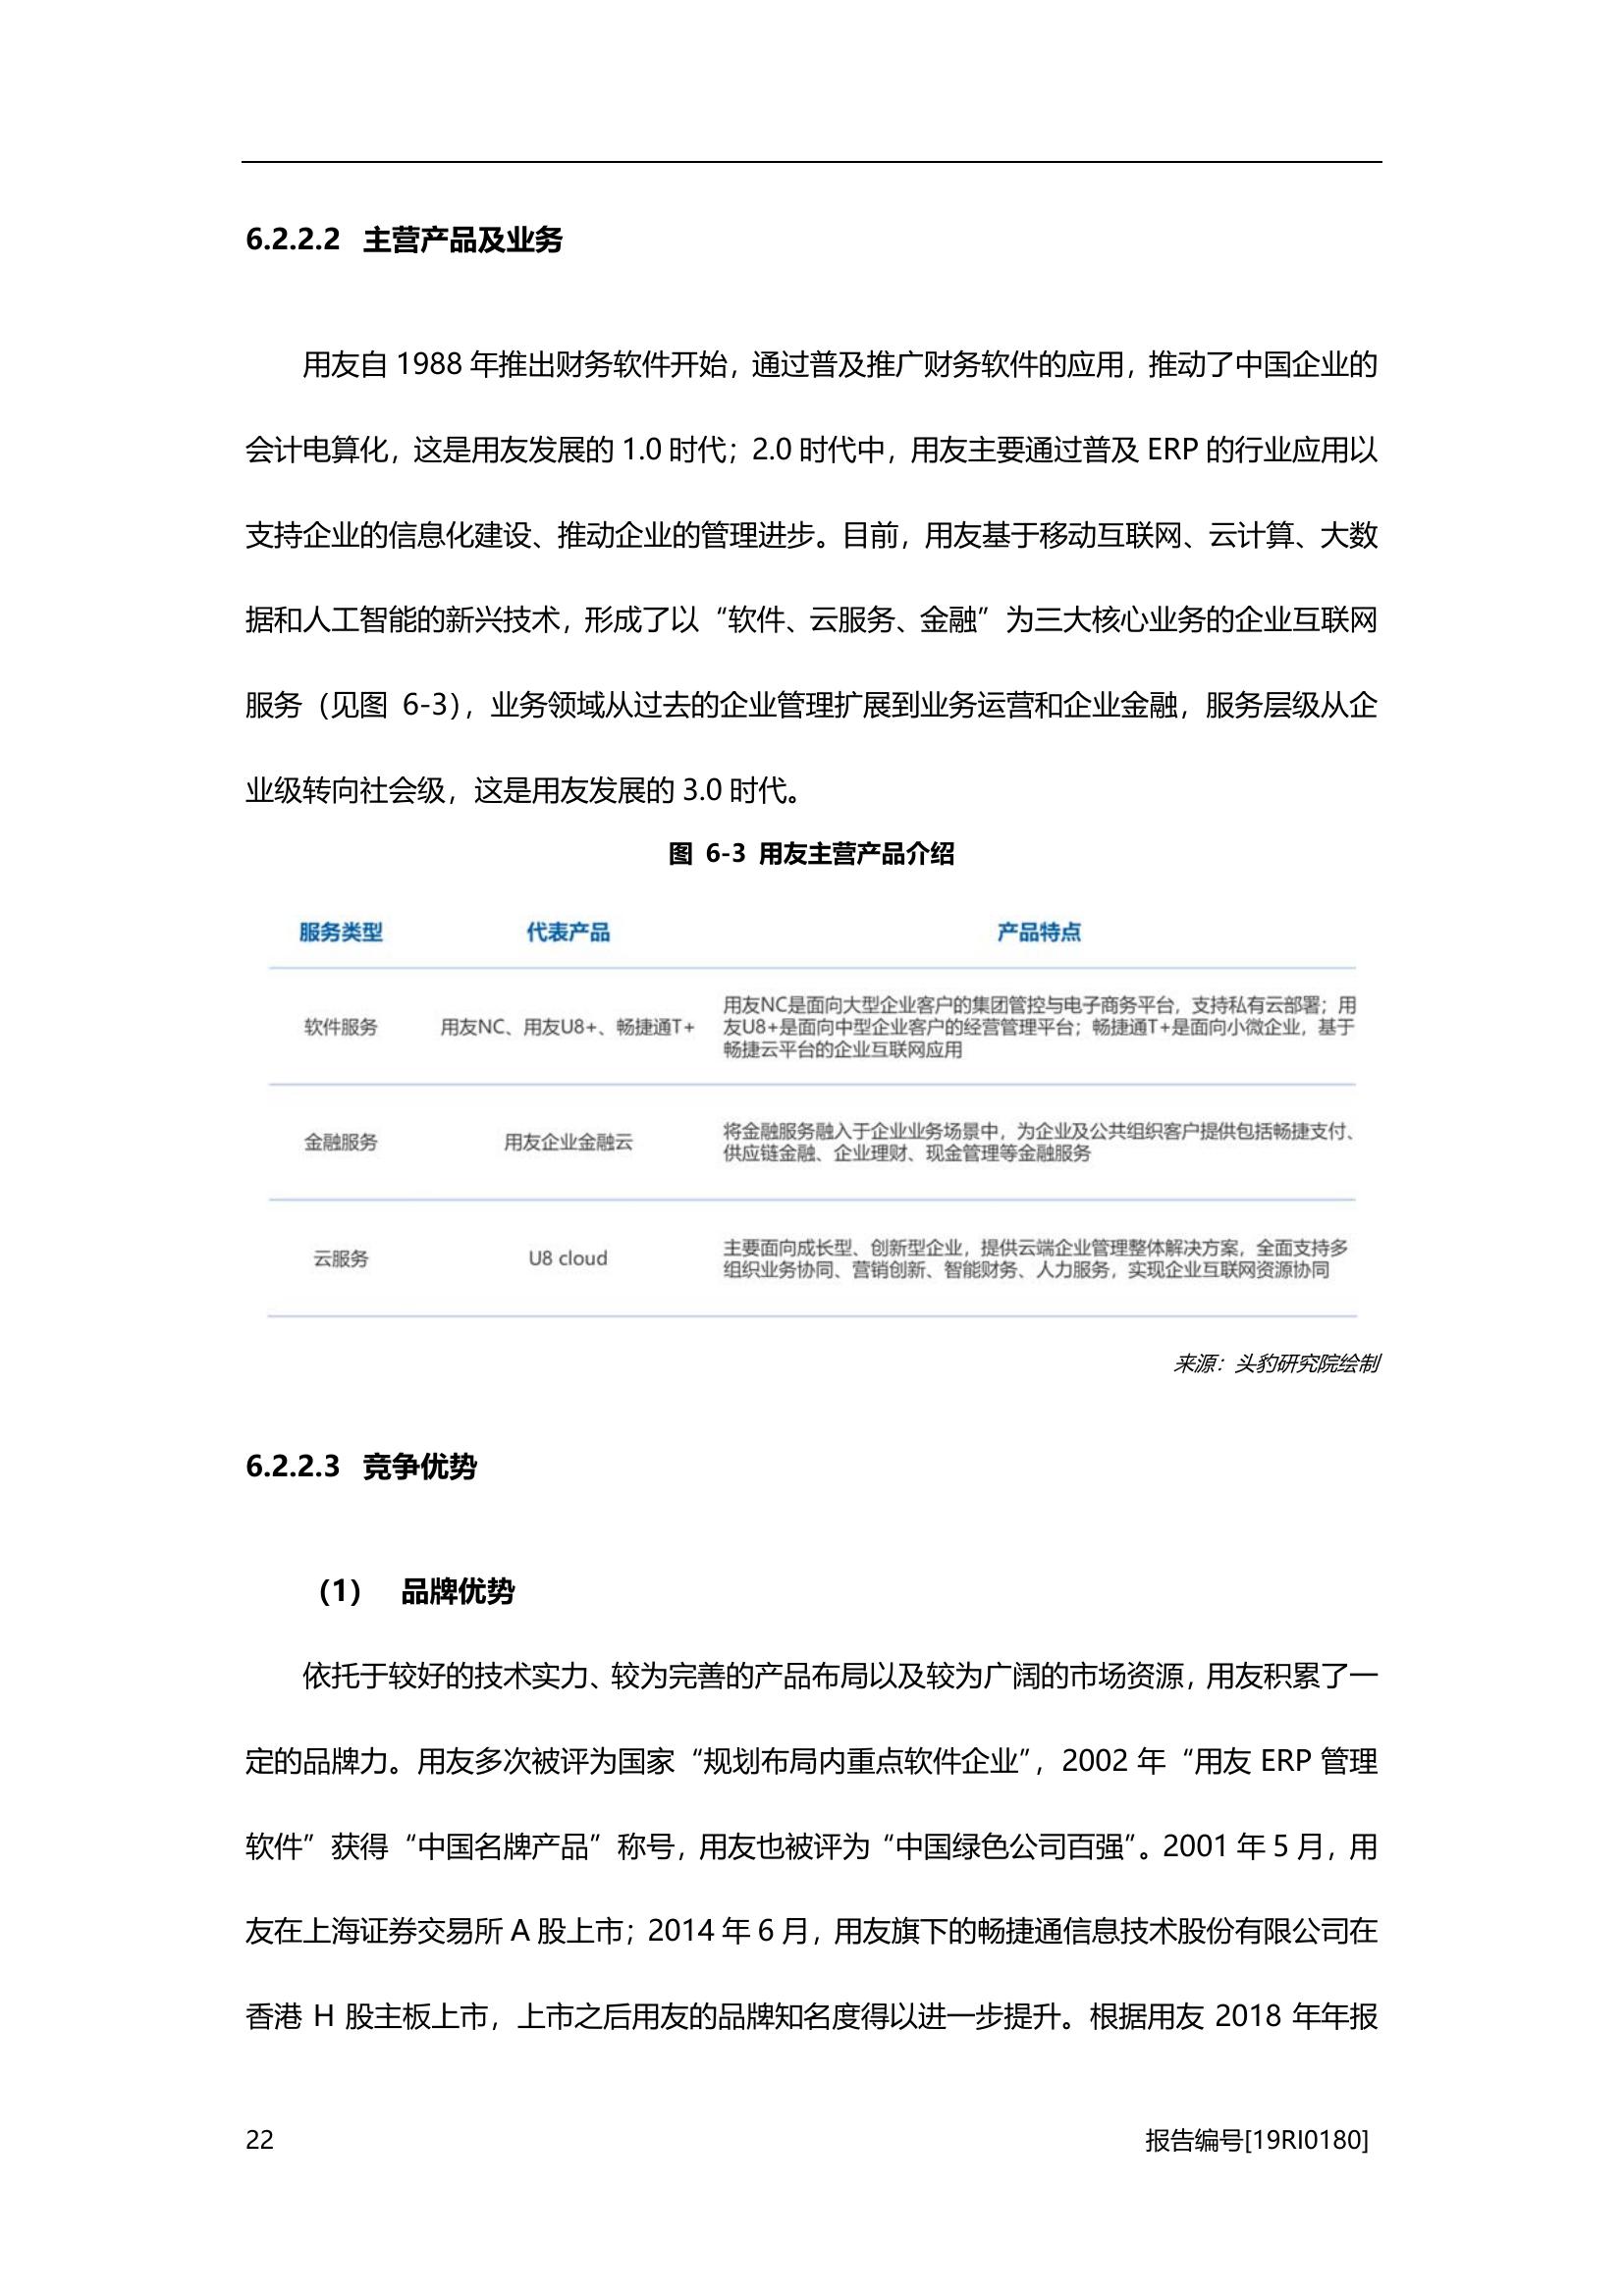 6.2.2.2 主营产品及业务
用友自 1988 年推出财务软件开始，通过普及推广财务软件的应用，推动了中国企业的
会计电算化，这是用友发展的 1.0 时代；2.0 时代中，用友主要通过普及 ERP 的行业应用以
支持企业的信息化建设、推动企业的管理进步。目前，用友基于移动互联网、云计算、大数
据和人工智能的新兴技术，形成了以“软件、云服务、金融”为三大核心业务的企业互联网
服务（见图 6-3），业务领域从过去的企业管理扩展到业务运营和企业金融，服务层级从企
业级转向社会级，这是用友发展的 3.0 时代。
图 6-3 用友主营产品介绍
服务类型 代表产品 产品特点
软件服务 用友NC、用友U8+、畅捷通T+
用友NC是面向大型企业客户的集团管控与电子商务平台，支持私有云部署；用
友U8+是面向中型企业客户的经营管理平台；畅捷通T+是面向小微企业，基于
畅捷云平台的企业互联网应用
金融服务 用友企业金融云
将金融服务融入于企业业务场景中，为企业及公共组织客户提供包括畅捷支付、
供应链金融、企业理财、现金管理等金融服务
云服务 U8 cloud
主要面向成长型、创新型企业，提供云端企业管理整体解决方案，全面支持多
组织业务协同、营销创新、智能财务、人力服务，实现企业互联网资源协同
来源：头豹研究院绘制
6.2.2.3 竞争优势
（1） 品牌优势
依托于较好的技术实力、较为完善的产品布局以及较为广阔的市场资源，用友积累了一
定的品牌力。用友多次被评为国家“规划布局内重点软件企业”，2002 年“用友 ERP 管理
软件”获得“中国名牌产品”称号，用友也被评为“中国绿色公司百强”。2001 年 5 月，用
友在上海证券交易所 A 股上市；2014 年 6 月，用友旗下的畅捷通信息技术股份有限公司在
香港 H 股主板上市，上市之后用友的品牌知名度得以进一步提升。根据用友 2018 年年报
22 报告编号[19RI0180]